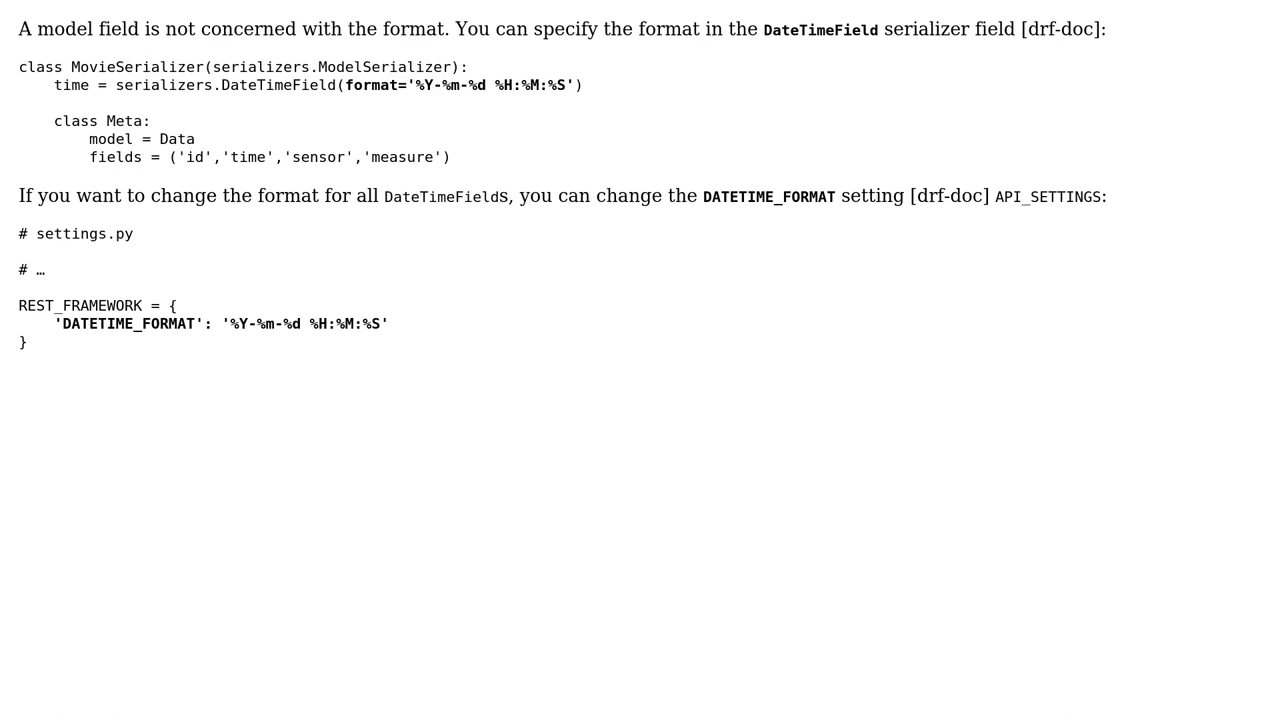 A model field is not concerned with the format. You can specify the format in the DateTimeField serializer field [drf-doc]:
class MovieSerializer(serializers.ModelSerializer):
    time = serializers.DateTimeField(format='%Y-%m-%d %H:%M:%S')
    class Meta:
        model = Data
        fields = ('id','time','sensor','measure')
If you want to change the format for all DateTimeFields, you can change the DATETIME_FORMAT setting [drf-doc] API_SETTINGS:
# settings.py
# …
REST_FRAMEWORK = {
    'DATETIME_FORMAT': '%Y-%m-%d %H:%M:%S'
}